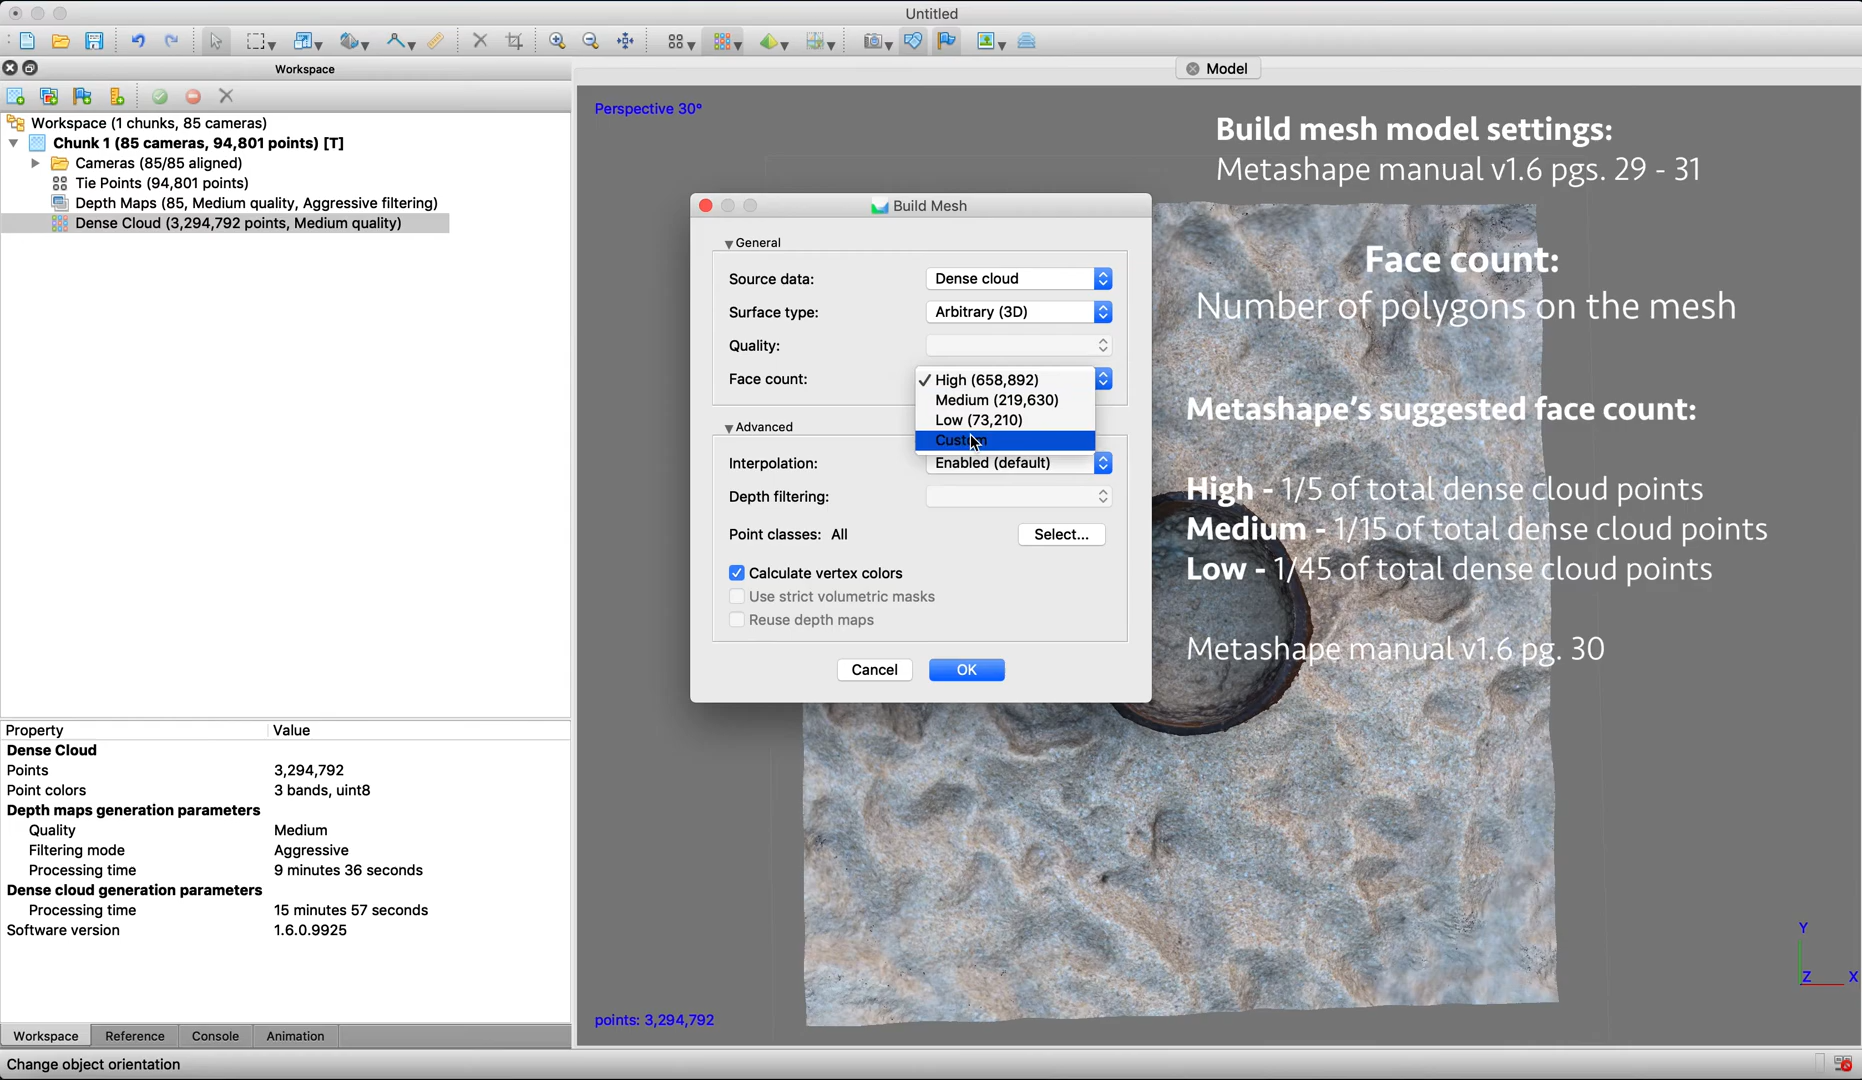 Untitled
Workspace
Model
Workspace (1 chunks, 85 cameras)
Chunk 1 (85 cameras, 94,801 points) [T]
Cameras (85/85 aligned)
Tie Points (94,801 points)
Depth Maps (85, Medium quality, Aggressive filtering)
Dense Cloud (3,294,792 points, Medium quality)
Property Value
Dense Cloud
Points 3,294,792
Point colors 3 bands, uint8
Depth maps generation parameters
Quality Medium
Filtering mode Aggressive
Processing time 9 minutes 36 seconds
Dense cloud generation parameters
Processing time 15 minutes 57 seconds
Software version 1.6.0.9925
Workspace Reference Console Animation
Change object orientation
Perspective 30°
Build Mesh
General
Source data: Dense cloud
Surface type: Arbitrary (3D)
Quality:
Face count:
High (658,892)
Medium (219,630)
Low (73,210)
Custom
Advanced
Interpolation: Enabled (default)
Depth filtering:
Point classes: All Select...
Calculate vertex colors
Use strict volumetric masks
Reuse depth maps
Cancel OK
Build mesh model settings:
Metashape manual v1.6 pgs. 29 - 31
Face count:
Number of polygons on the mesh
Metashape's suggested face count:
High - 1/5 of total dense cloud points
Medium - 1/15 of total dense cloud points
Low - 1/45 of total dense cloud points
Metashape manual v1.6 pg. 30
Y
Z X
points: 3,294,792